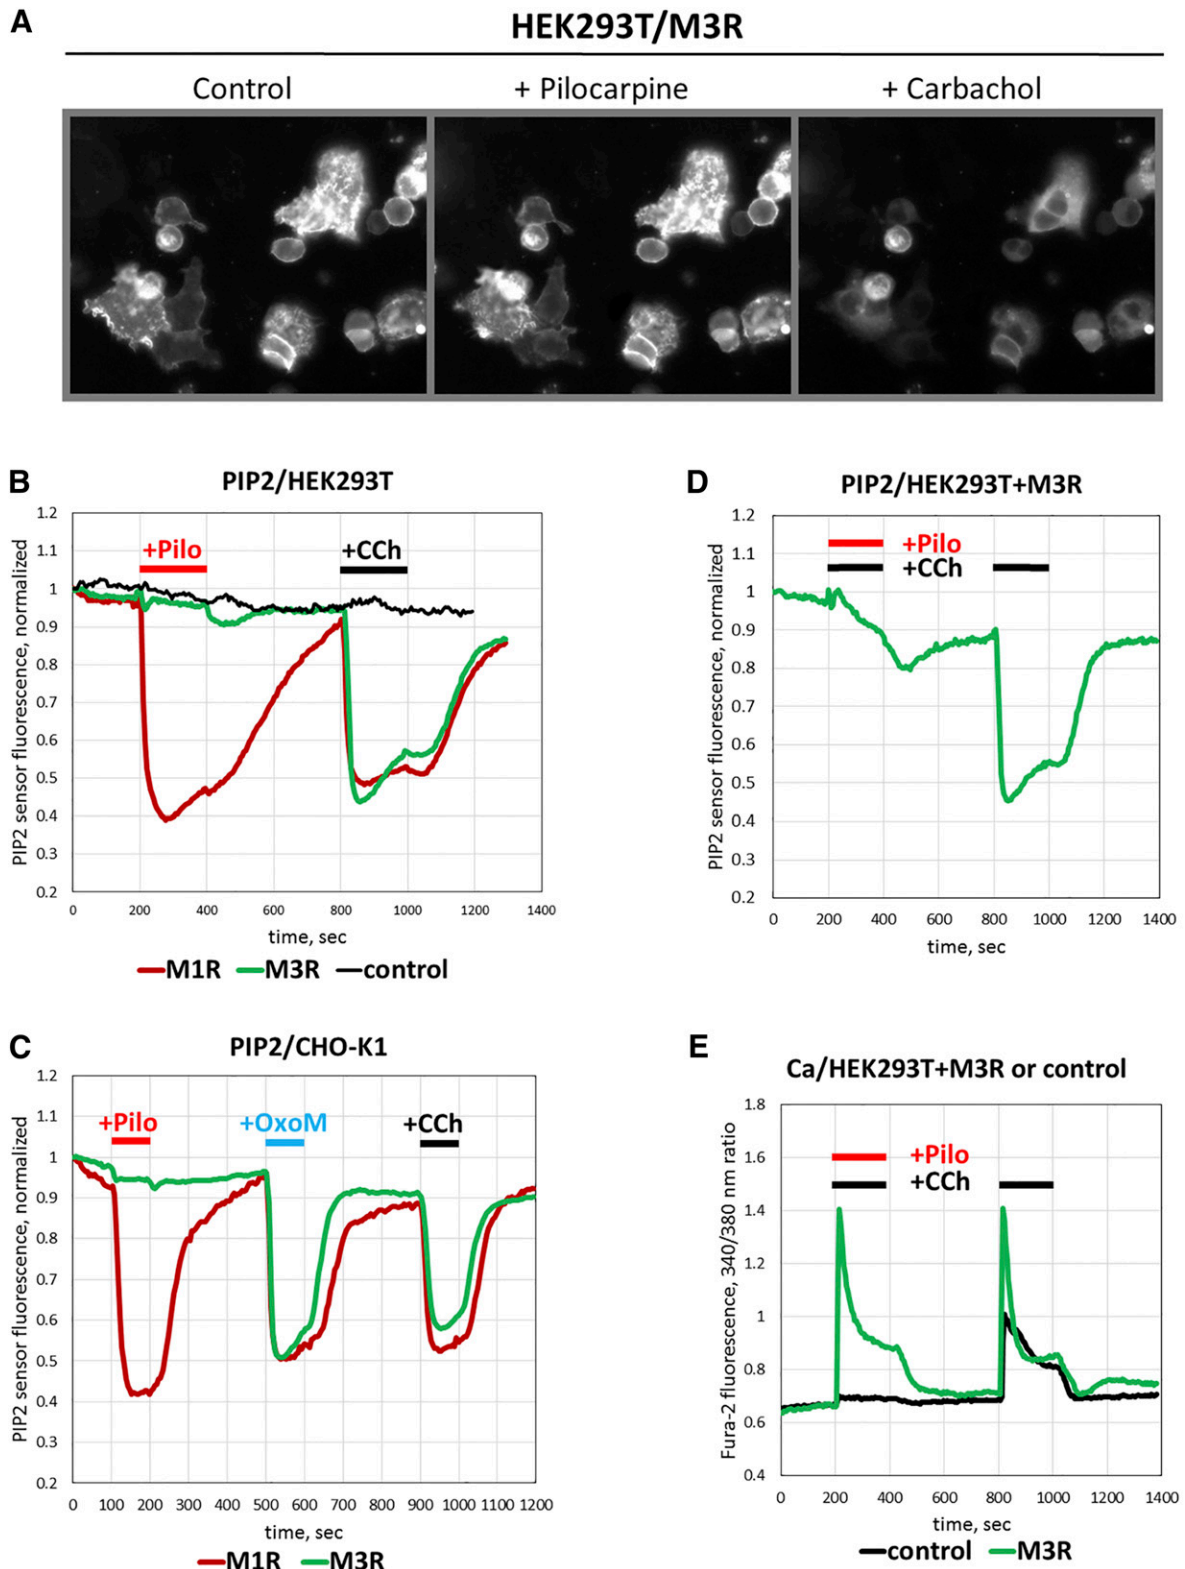 A
HEK293T/M3R
Control
+ Pilocarpine
+ Carbachol
B
PIP2/HEK293T
PIP2 sensor fluorescence, normalized
1.2
1.1
1
0.9
0.8
0.7
0.6
0.5
0.4
0.3
0.2
+Pilo
+CCh
0 200 400 600 800 1000 1200 1400
time, sec
M1R M3R control
D
PIP2/HEK293T+M3R
PIP2 sensor fluorescence, normalized
1.2
1.1
1
0.9
0.8
0.7
0.6
0.5
0.4
0.3
0.2
+Pilo
+CCh
0 200 400 600 800 1000 1200 1400
time, sec
C
PIP2/CHO-K1
PIP2 sensor fluorescence, normalized
1.2
1.1
1
0.9
0.8
0.7
0.6
0.5
0.4
0.3
0.2
+Pilo
+OxoM
+CCh
0 100 200 300 400 500 600 700 800 900 1000 1100 1200
time, sec
M1R M3R
E
Ca/HEK293T+M3R or control
Fura-2 fluorescence, 340/380 nm ratio
1.8
1.6
1.4
1.2
1
0.8
0.6
0.4
+Pilo
+CCh
0 200 400 600 800 1000 1200 1400
time, sec
control M3R